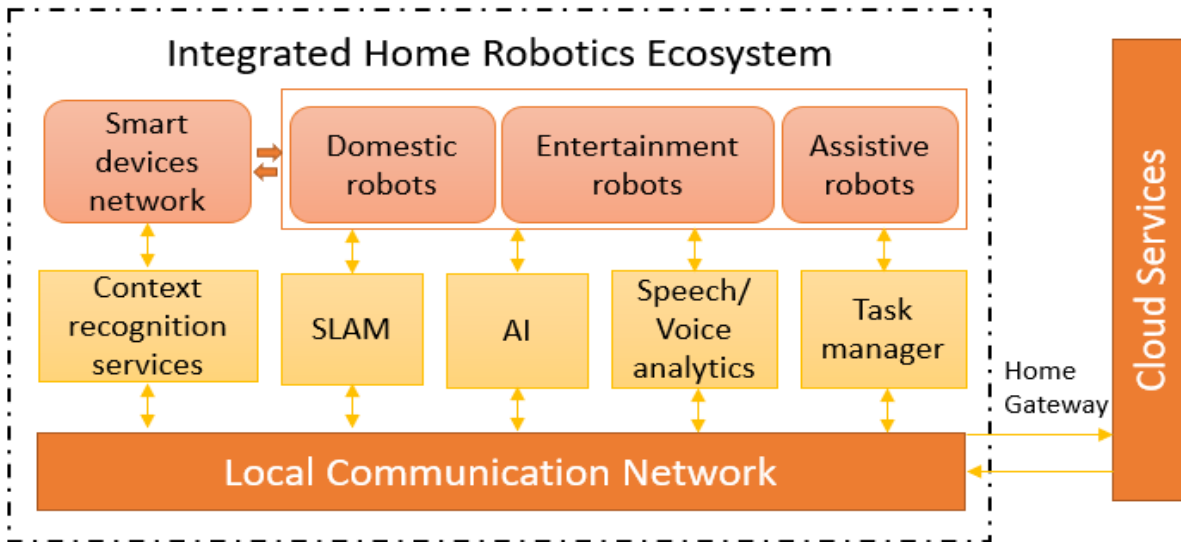 Integrated Home Robotics Ecosystem
Smart
devices
network
Domestic
robots
Entertainment
robots
Assistive
robots
Context
recognition
services
SLAM
AI
Speech/
Voice
analytics
Task
manager
Local Communication Network
Home
Gateway
Cloud Services